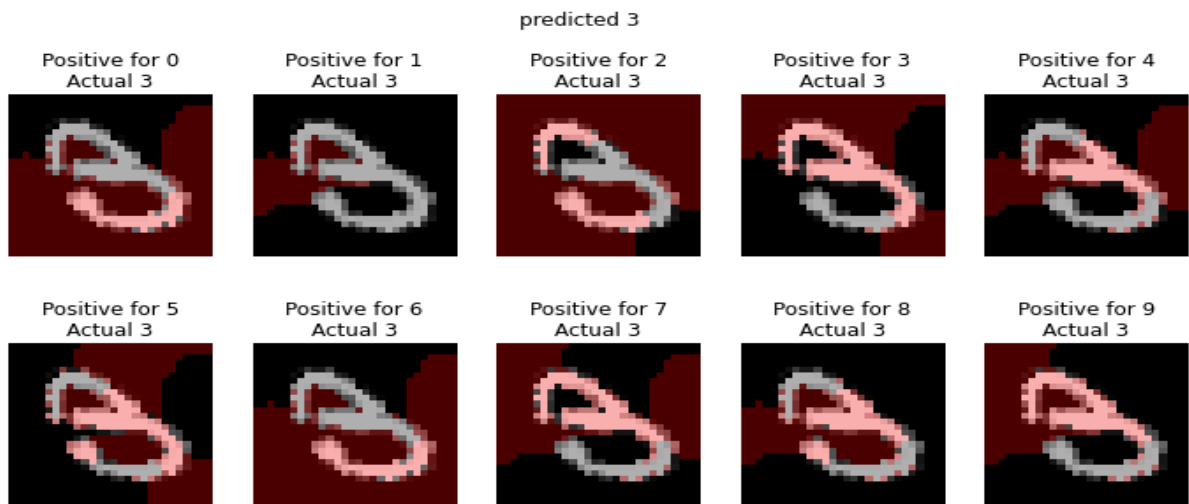 predicted 3
Positive for 0
Actual 3
Positive for 1
Actual 3
Positive for 2
Actual 3
Positive for 3
Actual 3
Positive for 4
Actual 3
Positive for 5
Actual 3
Positive for 6
Actual 3
Positive for 7
Actual 3
Positive for 8
Actual 3
Positive for 9
Actual 3